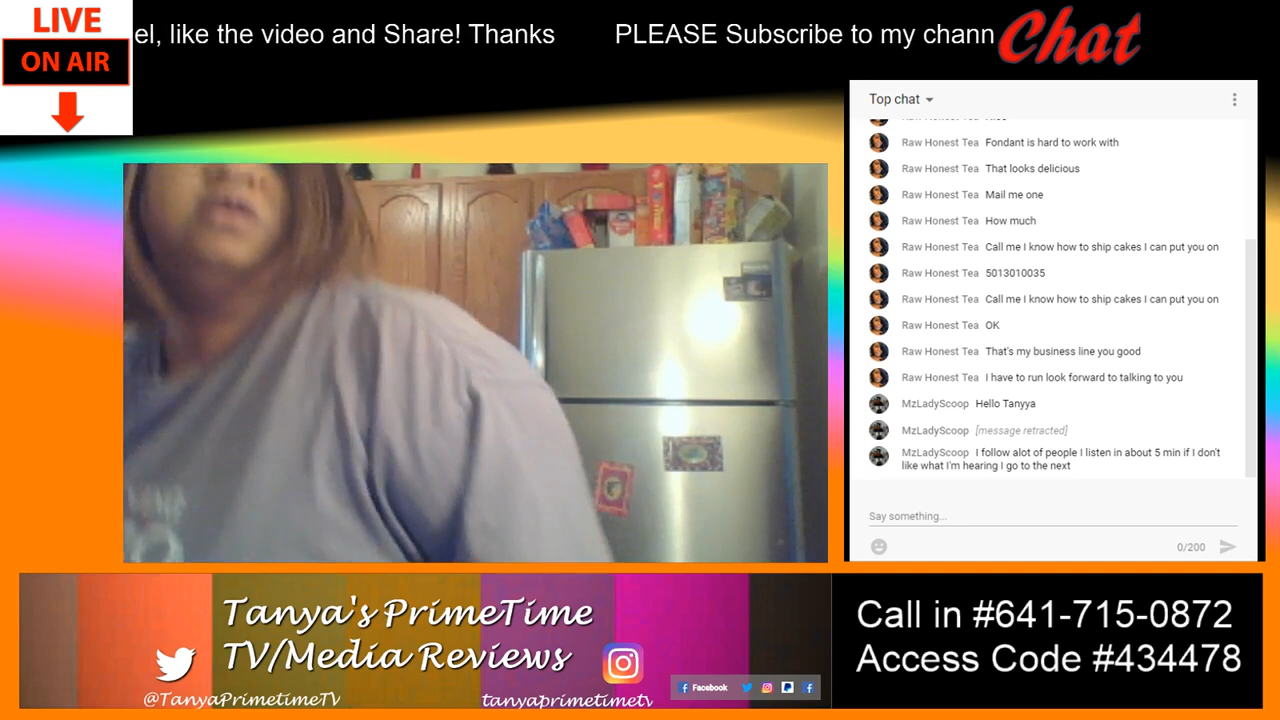 LIVE
ON AIR
el, like the video and Share! Thanks
PLEASE Subscribe to my chann
Chat
Top chat
Raw Honest Tea Fondant is hard to work with
Raw Honest Tea That looks delicious
Raw Honest Tea Mail me one
Raw Honest Tea How much
Raw Honest Tea Call me I know how to ship cakes I can put you on
Raw Honest Tea 5013010035
Raw Honest Tea Call me I know how to ship cakes I can put you on
Raw Honest Tea OK
Raw Honest Tea That's my business line you good
Raw Honest Tea I have to run look forward to talking to you
MzLadyScoop Hello Tanyya
MzLadyScoop [message retracted]
MzLadyScoop I follow alot of people I listen in about 5 min if I don't
like what I'm hearing I go to the next
Say something...
0/200
Tanya's PrimeTime
TV/Media Reviews
@TanyaPrimetimeTV
tanyaprimetimetv
Facebook
Call in #641-715-0872
Access Code #434478